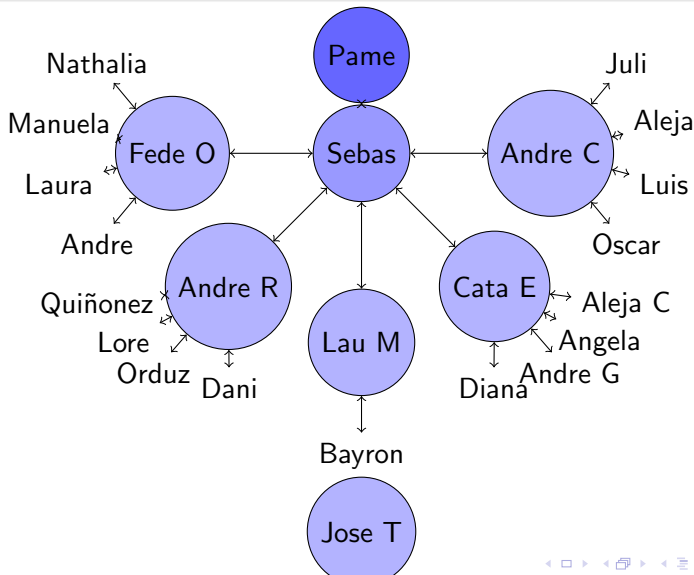 Pame
Nathalia
Juli
Manuela
Aleja
Fede O
Sebas
Andre C
Laura
Luis
Andre
Oscar
Andre R
Cata E
Quiñonez
Aleja C
Lore
Lau M
Angela
Orduz
Andre G
Dani
Diana
Bayron
Jose T